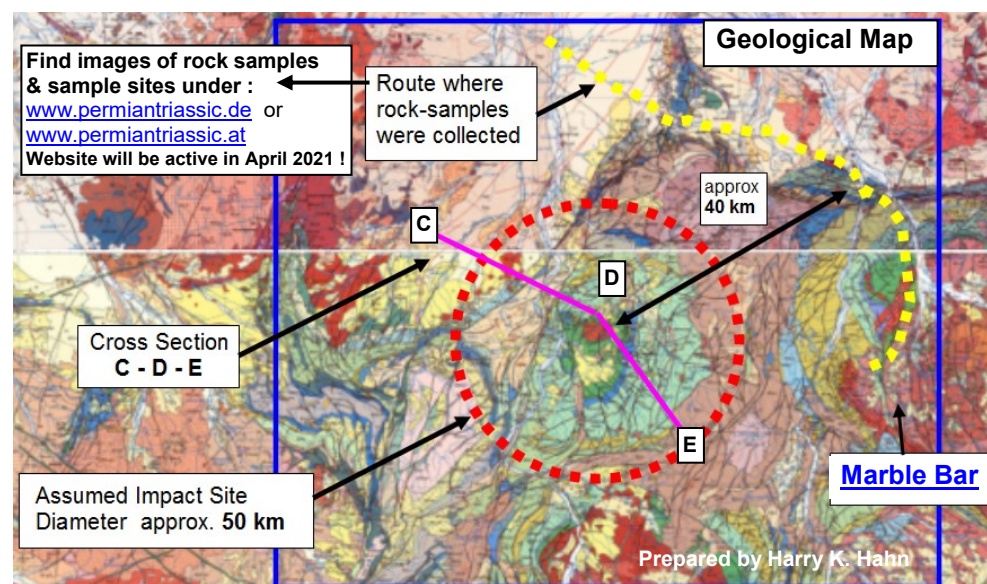 Geological Map
Find images of rock samples
& sample sites under :
www.permiantriassic.de or
www.permiantriassic.at
Website will be active in April 2021 !
Route where
rock-samples
were collected
approx
40 km
C
D
Cross Section
C - D - E
E
Marble Bar
Assumed Impact Site
Diameter approx. 50 km
Prepared by Harry K. Hahn